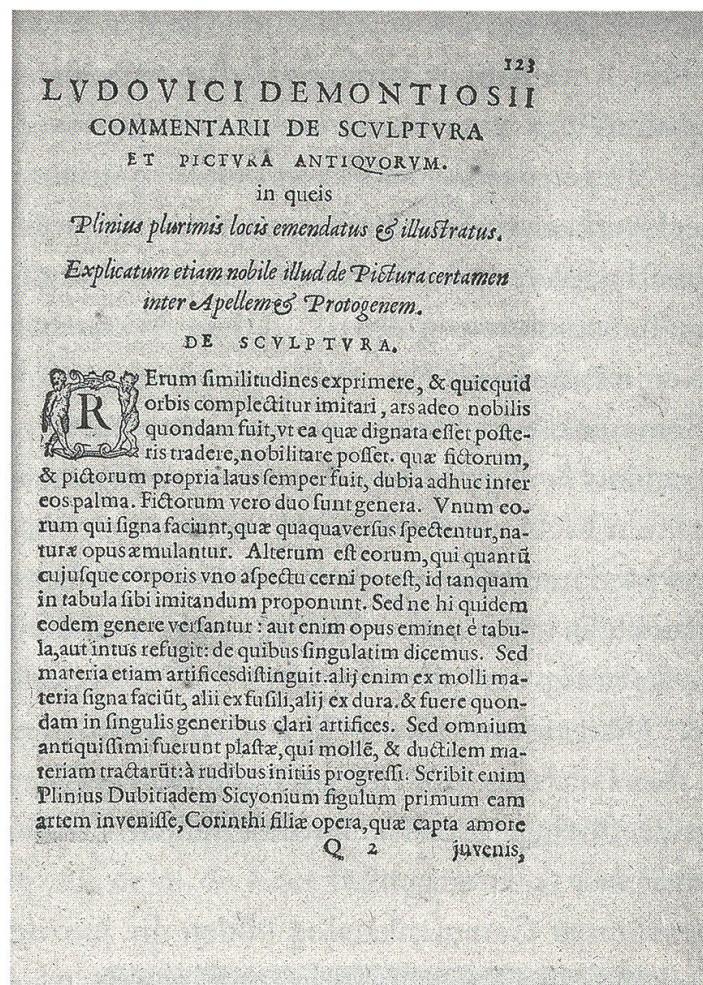 123
LVDOVICI DEMONTIOSII
COMMENTARII DE SCVLPTVRA
ET PICTVRA ANTIQVORVM.
in queis
Plinius plurimis locis emendatus & illuſtratus.
Explicatum etiam nobile illud de Pictura certamen
inter Apellem & Protogenem.
DE SCVLPTVRA.
RErum ſimilitudines exprimere, & quicquid
orbis complectitur imitari, ars adeo nobilis
quondam fuit, vt ea quæ dignata eſſet poſte-
ris tradere, nobilitare poſſet. quæ fictorum,
& pictorum propria laus ſemper fuit, dubia adhuc inter
eos palma. Fictorum vero duo ſunt genera. Vnum eo-
rum qui ſigna faciunt, quæ quaquaverſus ſpectentur, na-
turæ opus æmulantur. Alterum eſt eorum, qui quantũ
cujuſque corporis vno aſpectu cerni poteſt, id tanquam
in tabula ſibi imitandum proponunt. Sed ne hi quidem
eodem genere verſantur : aut enim opus eminet è tabu-
la, aut intus refugit: de quibus ſingulatim dicemus. Sed
materia etiam artifices diſtinguit. alij enim ex molli ma-
teria ſigna faciũt, alii ex fuſili, alij ex dura. & fuere quon-
dam in ſingulis generibus clari artifices. Sed omnium
antiquiſſimi fuerunt plaſtæ, qui mollẽ, & ductilem ma-
teriam tractarũt: à rudibus initiis progreſſi. Scribit enim
Plinius Dubitiadem Sicyonium figulum primum eam
artem inveniſſe, Corinthi filiæ opera, quæ capta amore
Q 2 juvenis,